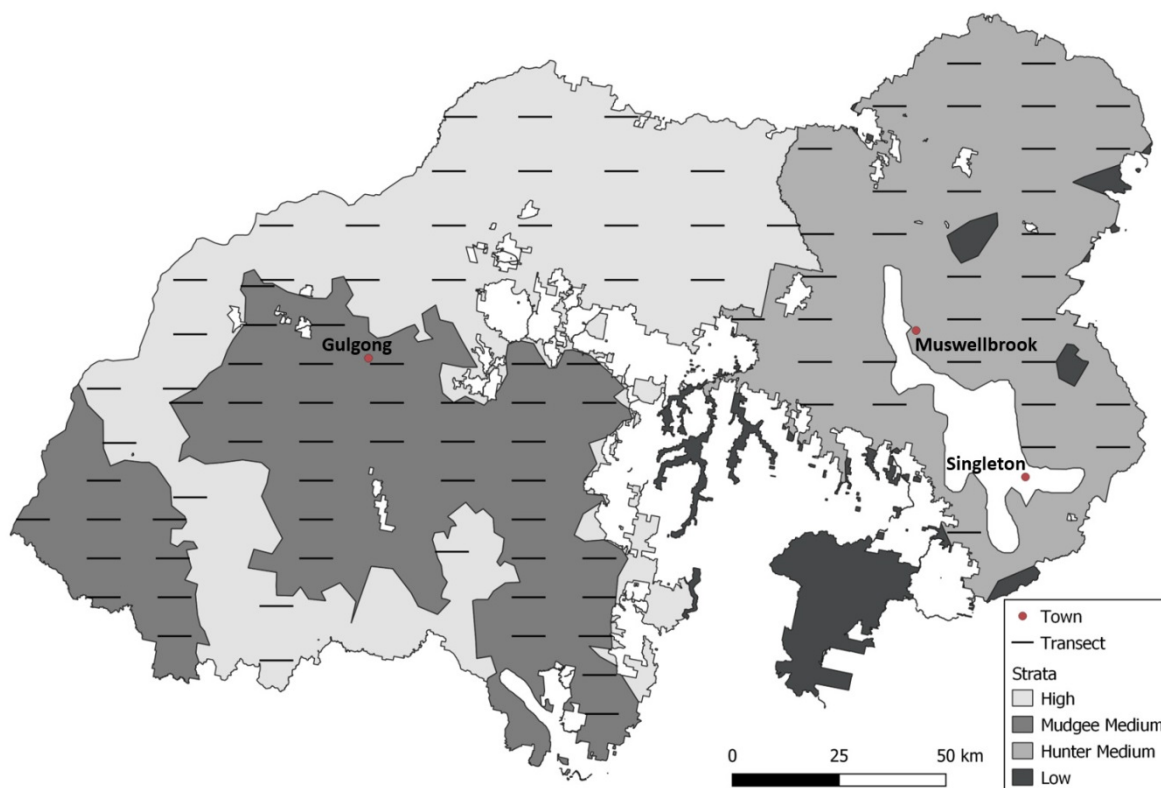 Gulgong
Muswellbrook
Singleton
Town
Transect
Strata
High
Mudgee Medium
Hunter Medium
Low
0 25 50 km